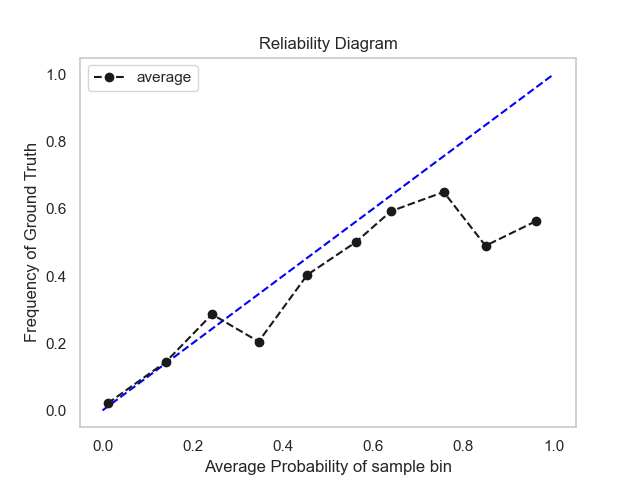 Reliability Diagram
average
1.0
0.8
0.6
0.4
0.2
0.0
Frequency of Ground Truth
0.0 0.2 0.4 0.6 0.8 1.0
Average Probability of sample bin